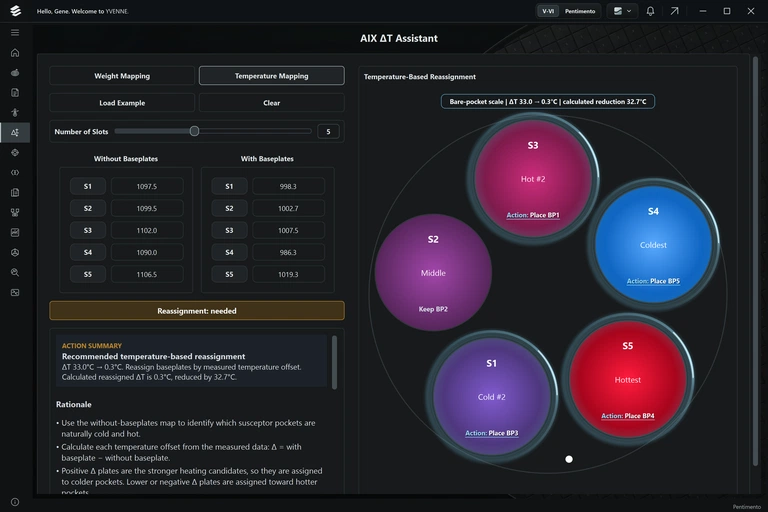 Hello, Gene. Welcome to YVENNE.
V-VI
Pentimento
AIX ΔT Assistant
Weight Mapping
Temperature Mapping
Load Example
Clear
Number of Slots
5
Without Baseplates
S1 1097.5
S2 1099.5
S3 1102.0
S4 1090.0
S5 1106.5
With Baseplates
S1 998.3
S2 1002.7
S3 1007.5
S4 986.3
S5 1019.3
Reassignment: needed
ACTION SUMMARY
Recommended temperature-based reassignment
ΔT 33.0°C → 0.3°C. Reassign baseplates by measured temperature offset.
Calculated reassigned ΔT is 0.3°C, reduced by 32.7°C.
Rationale
• Use the without-baseplates map to identify which susceptor pockets are
naturally cold and hot.
• Calculate each temperature offset from the measured data: Δ = with
baseplate − without baseplate.
• Positive Δ plates are the stronger heating candidates, so they are assigned
to colder pockets. Lower or negative Δ plates are assigned toward hotter
pockets.
Temperature-Based Reassignment
Bare-pocket scale | ΔT 33.0 → 0.3°C | calculated reduction 32.7°C
S3
Hot #2
Action: Place BP1
S4
Coldest
Action: Place BP5
S2
Middle
Keep BP2
S5
Hottest
Action: Place BP4
S1
Cold #2
Action: Place BP3
Pentimento